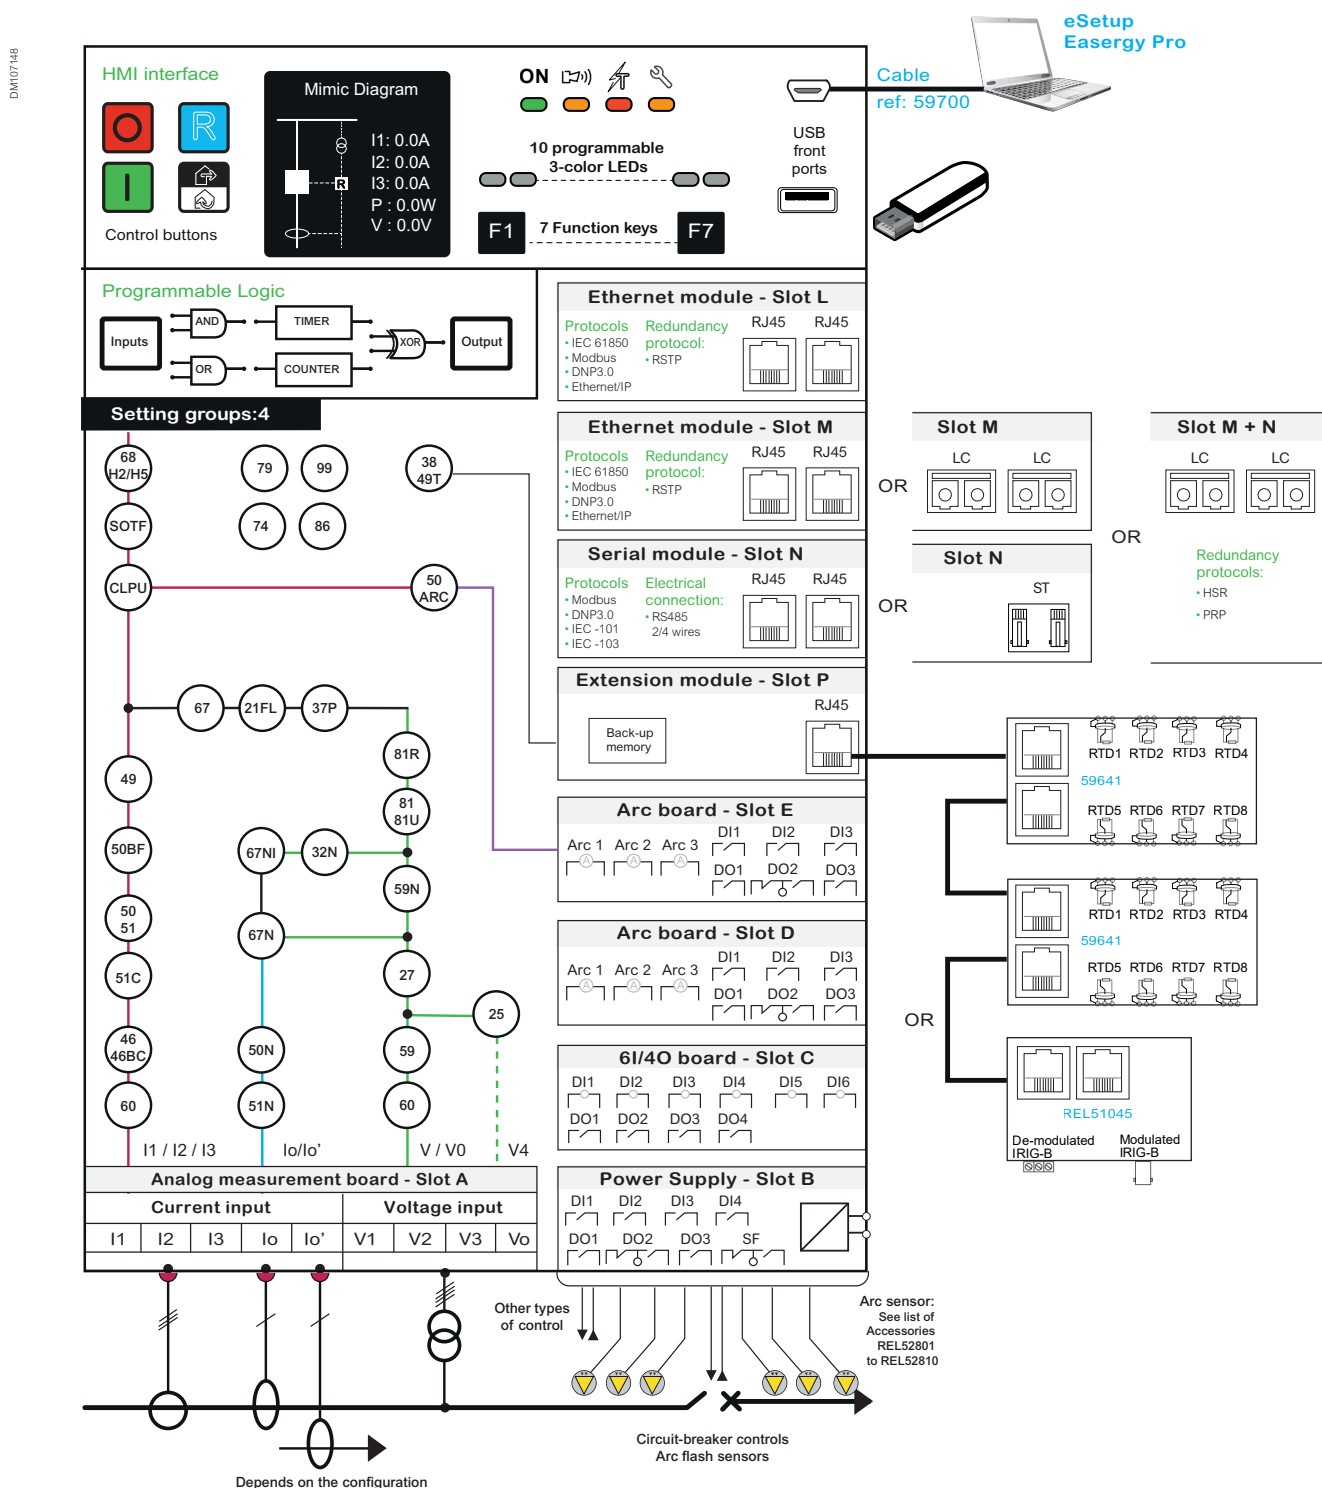 DM107148
eSetup
Easergy Pro
Cable
ref: 59700
HMI interface
R
Control buttons
Mimic Diagram
I1: 0.0A
I2: 0.0A
I3: 0.0A
P : 0.0W
V : 0.0V
R
ON
10 programmable
3-color LEDs
F1 7 Function keys F7
USB
front
ports
Programmable Logic
Inputs
AND
OR
TIMER
COUNTER
XOR
Output
Setting groups:4
68
H2/H5
79
99
38
49T
SOTF
74
86
CLPU
50
ARC
67
21FL
37P
81R
49
81
81U
50BF
67NI
32N
59N
50
51
67N
27
51C
25
46
46BC
50N
59
60
51N
60
I1 / I2 / I3
Io/Io'
V / V0
V4
Analog measurement board - Slot A
Current input
Voltage input
I1 I2 I3 Io Io' V1 V2 V3 Vo
Ethernet module - Slot L
Protocols
• IEC 61850
• Modbus
• DNP3.0
• Ethernet/IP
Redundancy
protocol:
• RSTP
RJ45 RJ45
Ethernet module - Slot M
Protocols
• IEC 61850
• Modbus
• DNP3.0
• Ethernet/IP
Redundancy
protocol:
• RSTP
RJ45 RJ45
Serial module - Slot N
Protocols
• Modbus
• DNP3.0
• IEC -101
• IEC -103
Electrical
connection:
• RS485
2/4 wires
RJ45 RJ45
Extension module - Slot P
Back-up
memory
RJ45
Arc board - Slot E
Arc 1 Arc 2 Arc 3
A A A
DI1 DI2 DI3
DO1 DO2 DO3
Arc board - Slot D
Arc 1 Arc 2 Arc 3
A A A
DI1 DI2 DI3
DO1 DO2 DO3
6I/4O board - Slot C
DI1 DI2 DI3 DI4 DI5 DI6
DO1 DO2 DO3 DO4
Power Supply - Slot B
DI1 DI2 DI3 DI4
DO1 DO2 DO3 SF
OR
Slot M
LC LC
OR
Slot N
ST
OR
Slot M + N
LC LC
Redundancy
protocols:
• HSR
• PRP
RTD1 RTD2 RTD3 RTD4
59641
RTD5 RTD6 RTD7 RTD8
RTD1 RTD2 RTD3 RTD4
59641
RTD5 RTD6 RTD7 RTD8
OR
REL51045
De-modulated
IRIG-B
Modulated
IRIG-B
Other types
of control
Arc sensor:
See list of
Accessories
REL52801
to REL52810
Circuit-breaker controls
Arc flash sensors
Depends on the configuration